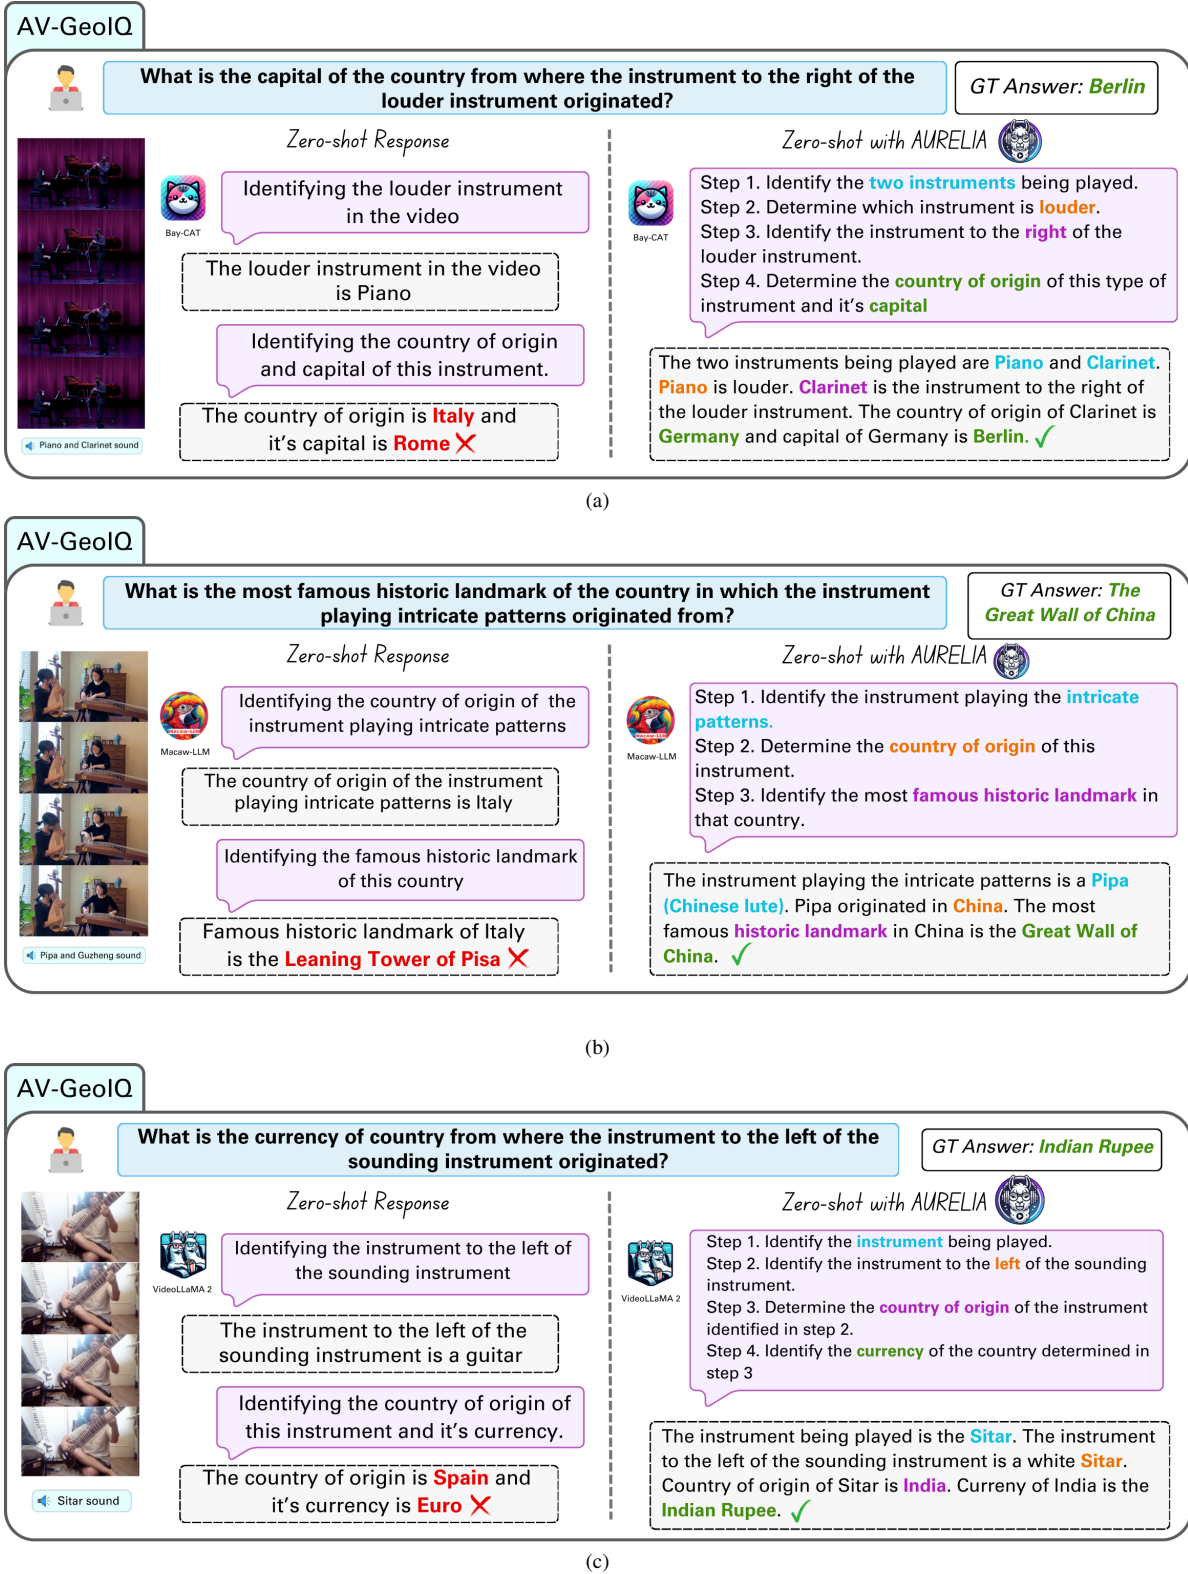 AV-GeoIQ
What is the capital of the country from where the instrument to the right of the
louder instrument originated?
GT Answer: Berlin
Zero-shot Response
Zero-shot with AURELIA
Bay-CAT
Identifying the louder instrument
in the video
The louder instrument in the video
is Piano
Identifying the country of origin
and capital of this instrument.
The country of origin is Italy and
it's capital is Rome
Piano and Clarinet sound
Bay-CAT
Step 1. Identify the two instruments being played.
Step 2. Determine which instrument is louder.
Step 3. Identify the instrument to the right of the
louder instrument.
Step 4. Determine the country of origin of this type of
instrument and it's capital
The two instruments being played are Piano and Clarinet.
Piano is louder. Clarinet is the instrument to the right of
the louder instrument. The country of origin of Clarinet is
Germany and capital of Germany is Berlin.
(a)
AV-GeoIQ
What is the most famous historic landmark of the country in which the instrument
playing intricate patterns originated from?
GT Answer: The
Great Wall of China
Zero-shot Response
Zero-shot with AURELIA
Macaw-LLM
Identifying the country of origin of the
instrument playing intricate patterns
The country of origin of the instrument
playing intricate patterns is Italy
Identifying the famous historic landmark
of this country
Famous historic landmark of Italy
is the Leaning Tower of Pisa
Pipa and Guzheng sound
Macaw-LLM
Step 1. Identify the instrument playing the intricate
patterns.
Step 2. Determine the country of origin of this
instrument.
Step 3. Identify the most famous historic landmark in
that country.
The instrument playing the intricate patterns is a Pipa
(Chinese lute). Pipa originated in China. The most
famous historic landmark in China is the Great Wall of
China.
(b)
AV-GeoIQ
What is the currency of country from where the instrument to the left of the
sounding instrument originated?
GT Answer: Indian Rupee
Zero-shot Response
Zero-shot with AURELIA
VideoLLaMA 2
Identifying the instrument to the left of
the sounding instrument
The instrument to the left of the
sounding instrument is a guitar
Identifying the country of origin of
this instrument and it's currency.
The country of origin is Spain and
it's currency is Euro
Sitar sound
VideoLLaMA 2
Step 1. Identify the instrument being played.
Step 2. Identify the instrument to the left of the sounding
instrument.
Step 3. Determine the country of origin of the instrument
identified in step 2.
Step 4. Identify the currency of the country determined in
step 3
The instrument being played is the Sitar. The instrument
to the left of the sounding instrument is a white Sitar.
Country of origin of Sitar is India. Curreny of India is the
Indian Rupee.
(c)